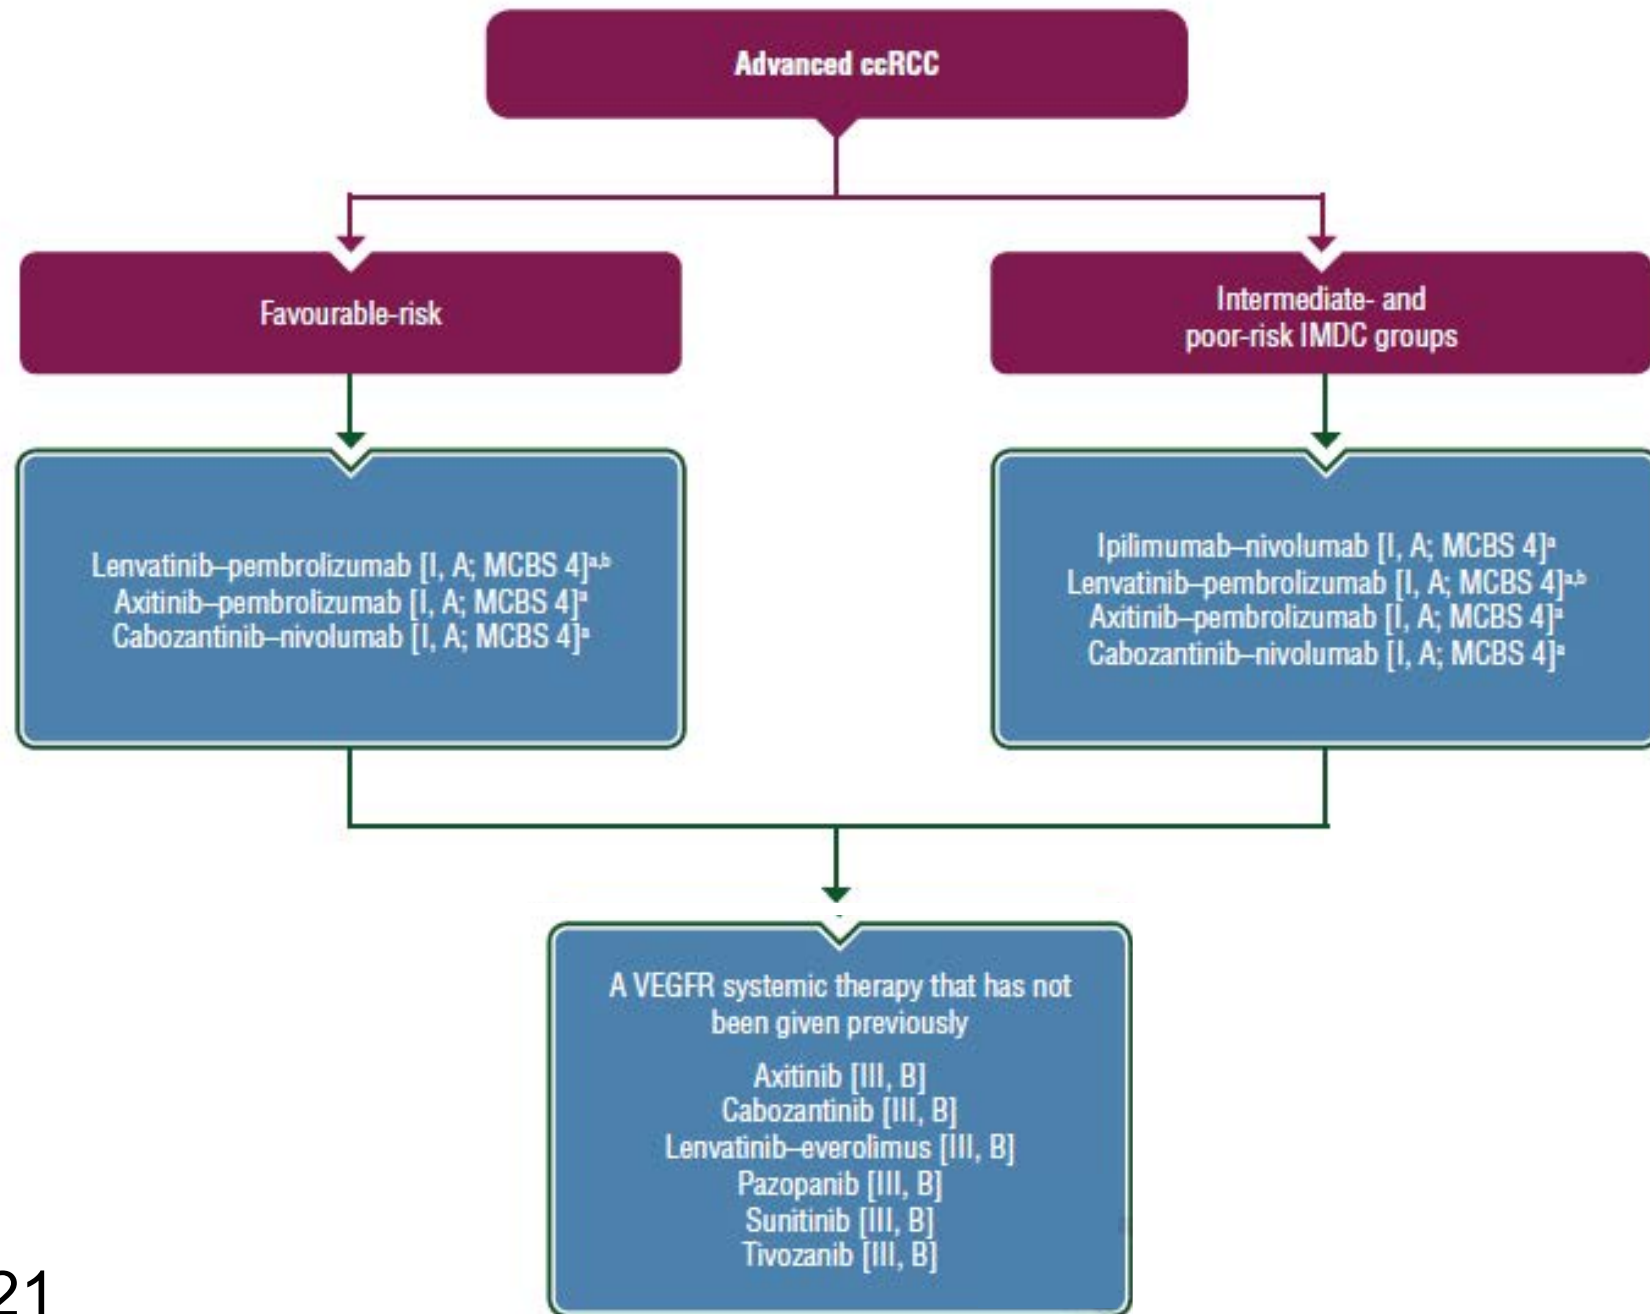 Advanced ccRCC
Favourable-risk
Intermediate- and
poor-risk IMDC groups
Lenvatinib–pembrolizumab [I, A; MCBS 4]ᵃ,ᵇ
Axitinib–pembrolizumab [I, A; MCBS 4]ᵃ
Cabozantinib–nivolumab [I, A; MCBS 4]ᵃ
Ipilimumab–nivolumab [I, A; MCBS 4]ᵃ
Lenvatinib–pembrolizumab [I, A; MCBS 4]ᵃ,ᵇ
Axitinib–pembrolizumab [I, A; MCBS 4]ᵃ
Cabozantinib–nivolumab [I, A; MCBS 4]ᵃ
A VEGFR systemic therapy that has not
been given previously
Axitinib [III, B]
Cabozantinib [III, B]
Lenvatinib–everolimus [III, B]
Pazopanib [III, B]
Sunitinib [III, B]
Tivozanib [III, B]
21